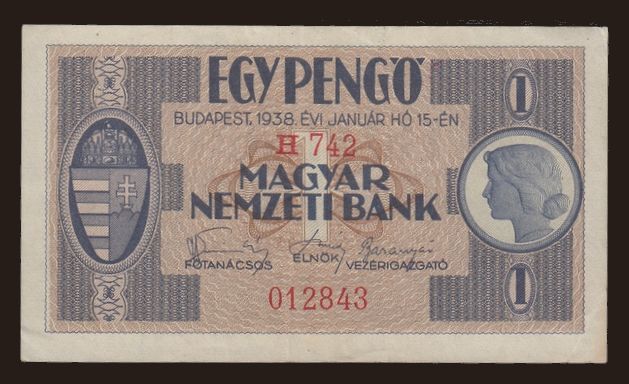 EGY PENGŐ
1
BUDAPEST, 1938. ÉVI JANUÁR HÓ 15-ÉN
H 742
MAGYAR
NEMZETI BANK
Baranyai
FŐTANÁCSOS ELNÖK VEZÉRIGAZGATÓ
012843
1